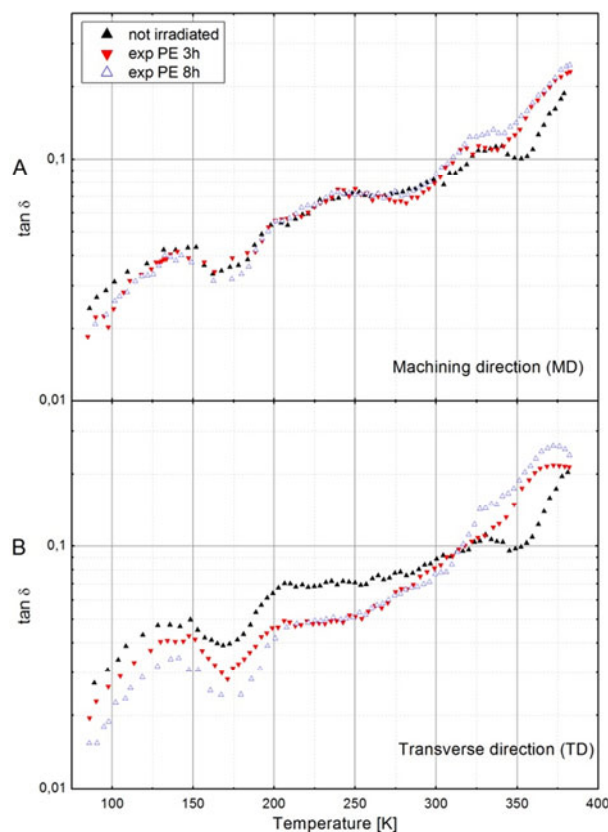 not irradiated
exp PE 3h
exp PE 8h
A
0,1
tan δ
Machining direction (MD)
0,01
B
0,1
tan δ
Transverse direction (TD)
0,01
100 150 200 250 300 350 400
Temperature [K]